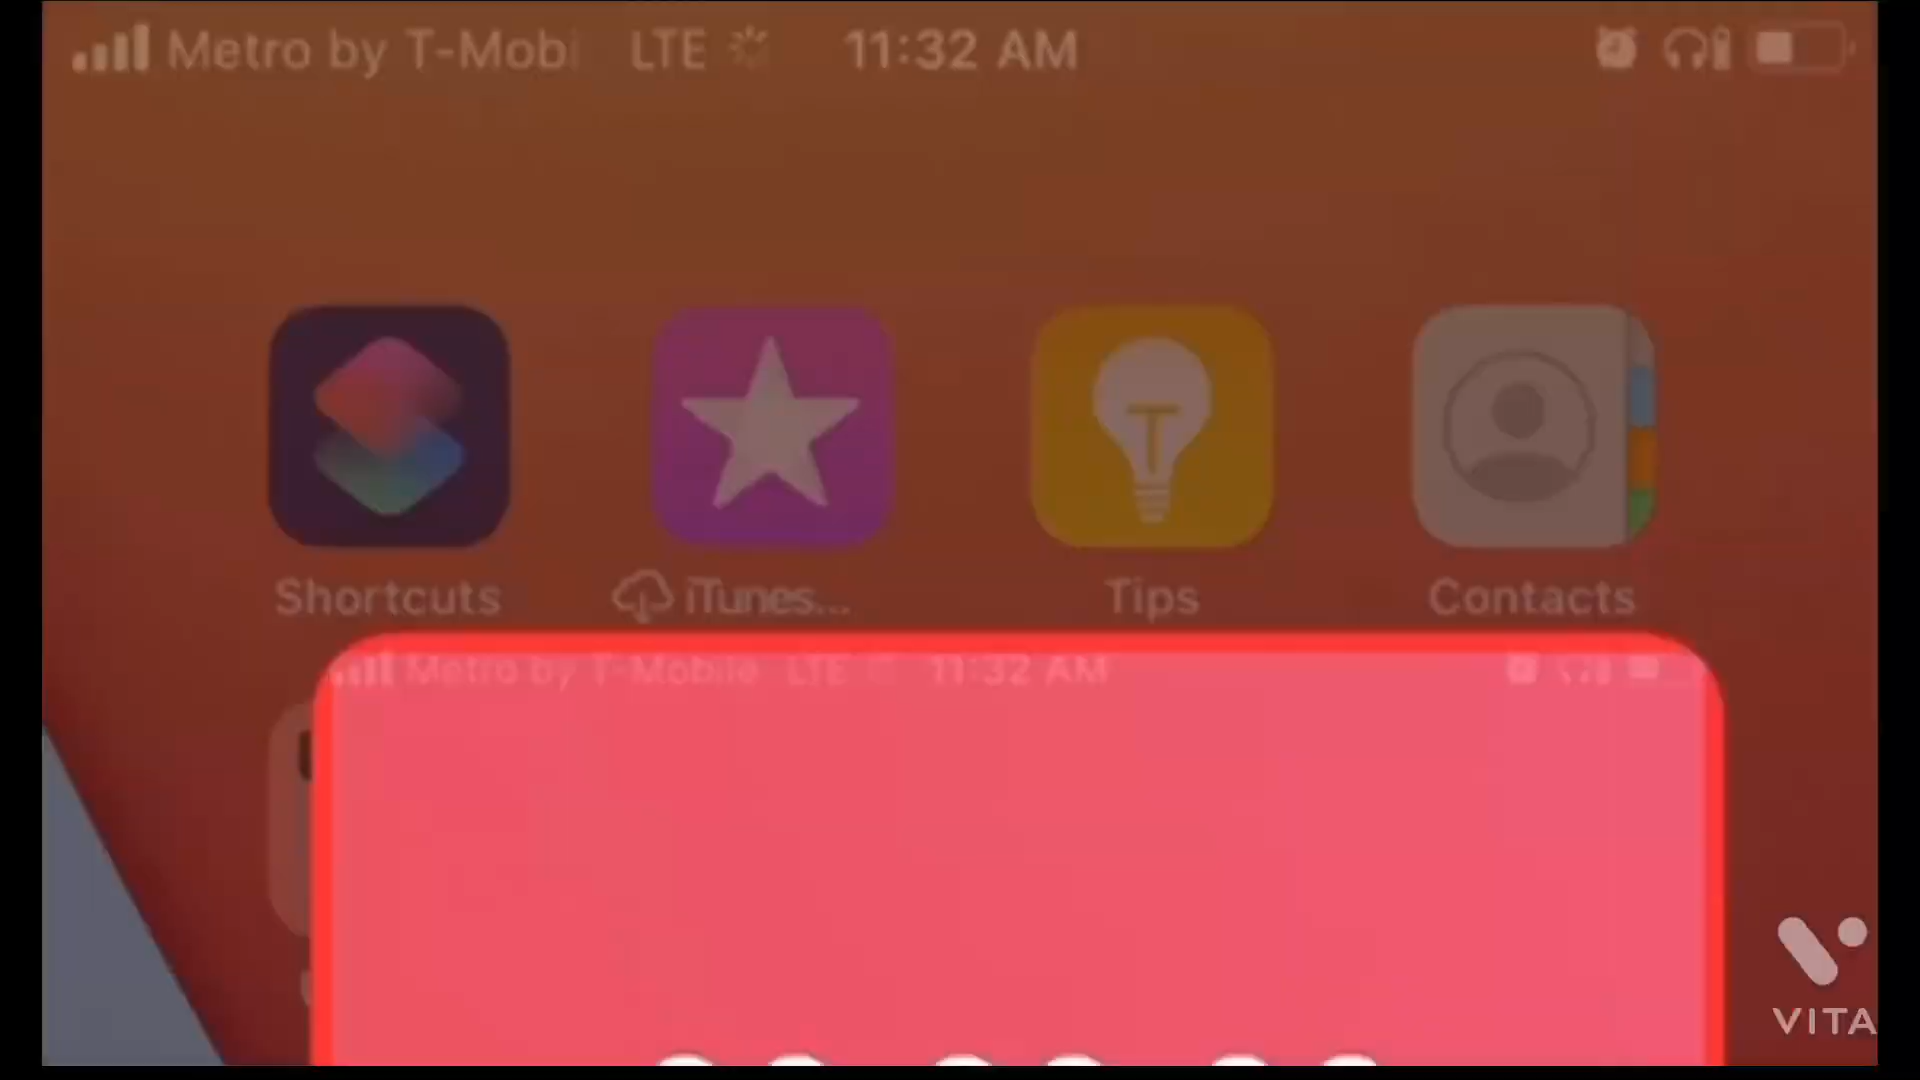 Metro by T-Mobi LTE 11:32 AM
Shortcuts iTunes... Tips Contacts
Metro by T-Mobile LTE 11:32 AM
VITA